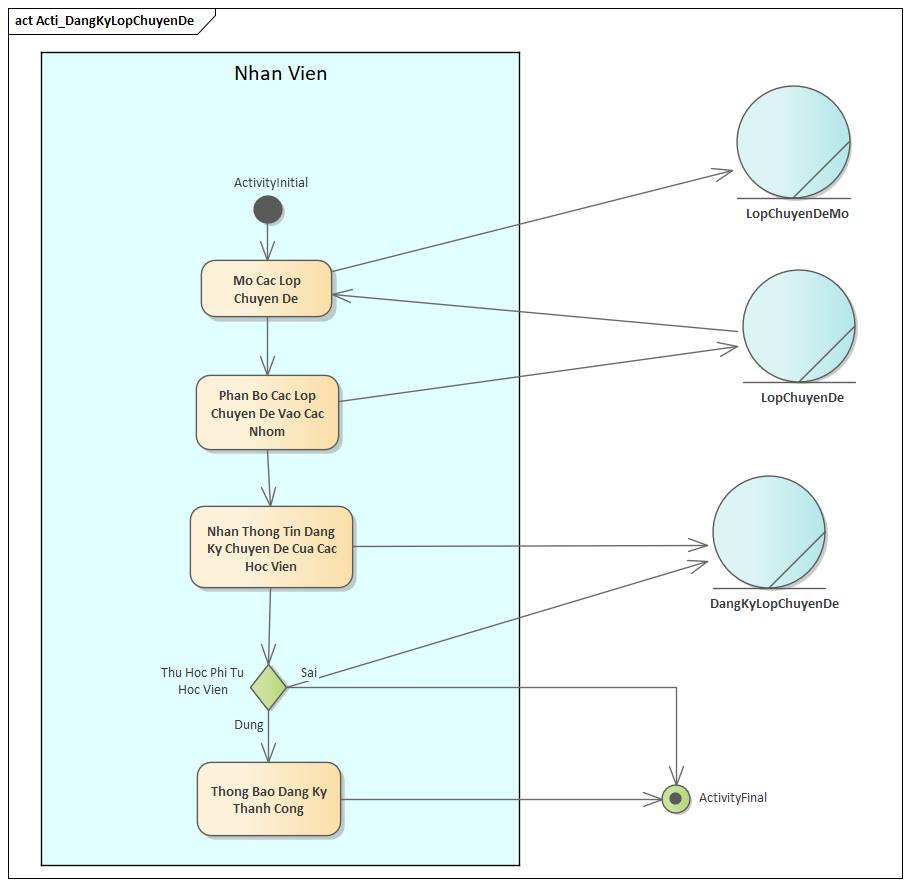 act Acti_DangKyLopChuyenDe
Nhan Vien
ActivityInitial
Mo Cac Lop
Chuyen De
LopChuyenDeMo
Phan Bo Cac Lop
Chuyen De Vao Cac
Nhom
LopChuyenDe
Nhan Thong Tin Dang
Ky Chuyen De Cua Cac
Hoc Vien
DangKyLopChuyenDe
Thu Hoc Phi Tu
Hoc Vien
Sai
Dung
Thong Bao Dang Ky
Thanh Cong
ActivityFinal